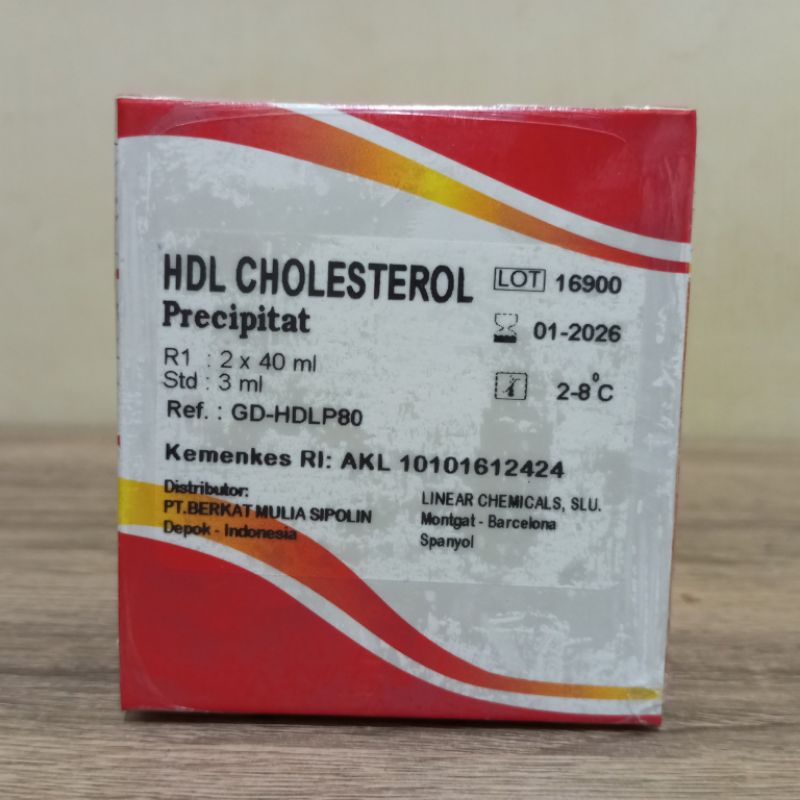 HDL CHOLESTEROL
Precipitat
R1 : 2 x 40 ml
Std : 3 ml
Ref. : GD-HDLP80
LOT 16900
01-2026
2-8°C
Kemenkes RI: AKL 10101612424
Distributor:
PT.BERKAT MULIA SIPOLIN
Depok - Indonesia
LINEAR CHEMICALS, SLU.
Montgat - Barcelona
Spanyol